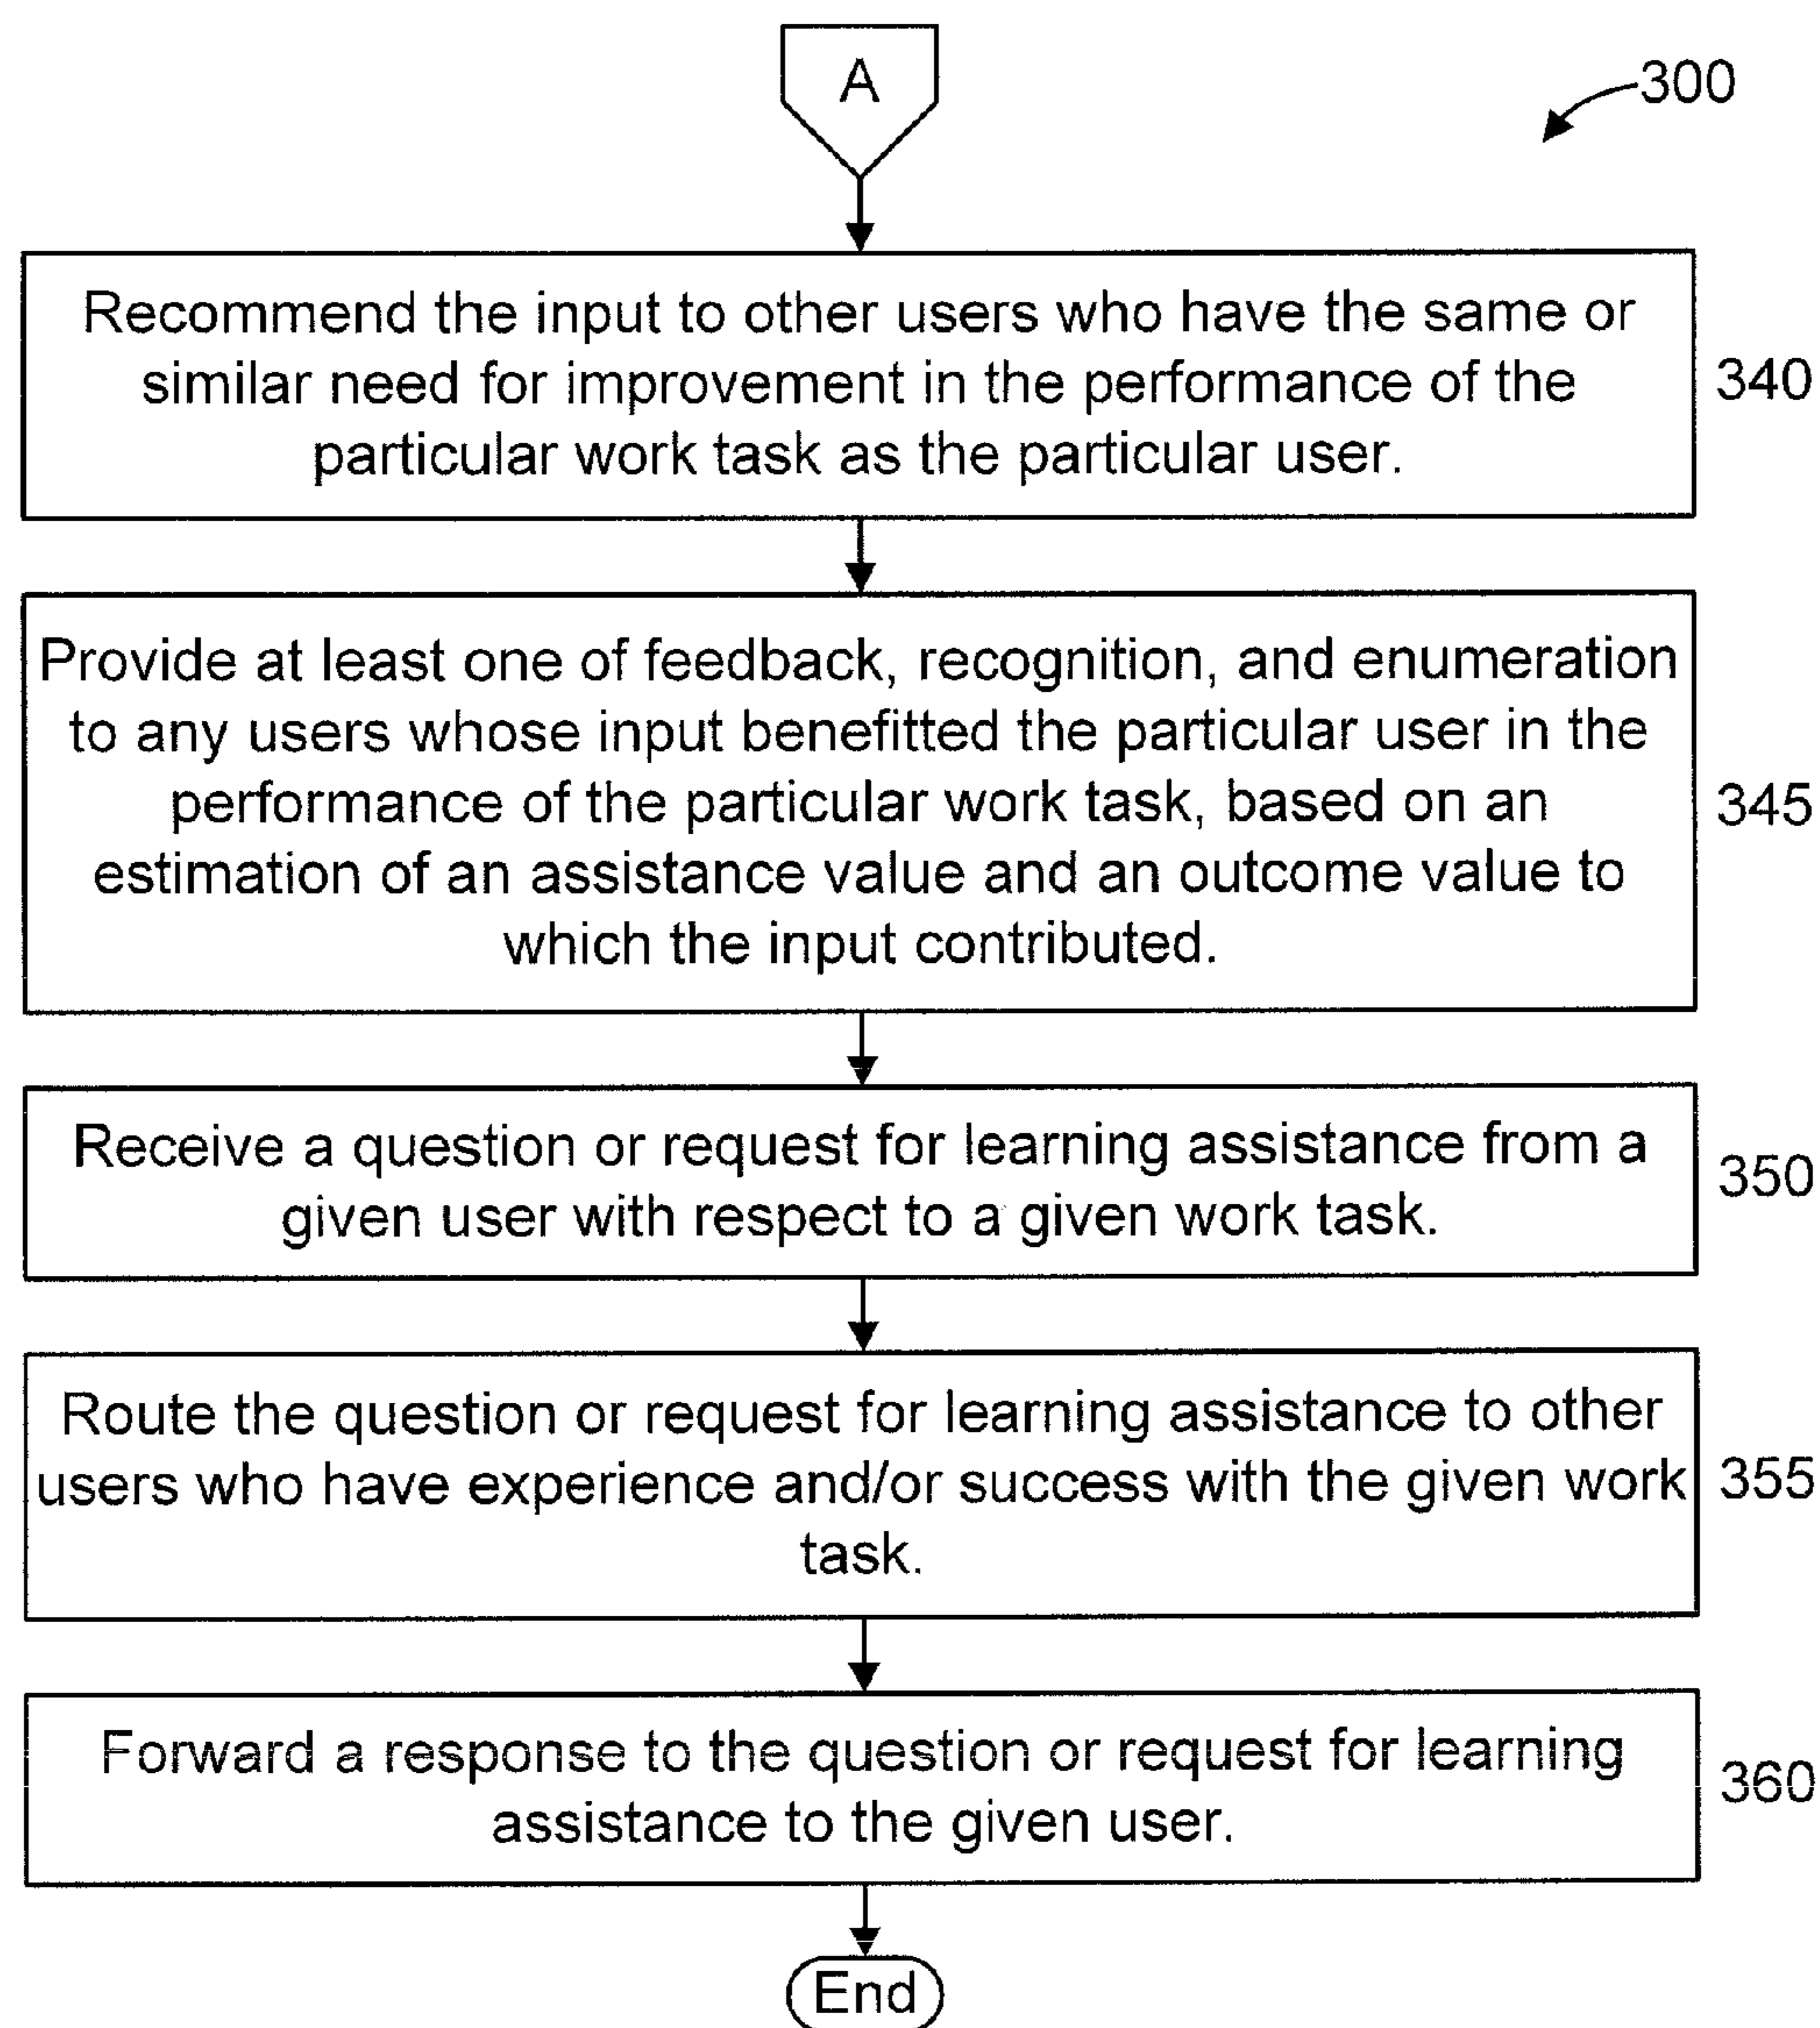 A
300
Recommend the input to other users who have the same or
similar need for improvement in the performance of the
particular work task as the particular user.
340
Provide at least one of feedback, recognition, and enumeration
to any users whose input benefitted the particular user in the
performance of the particular work task, based on an
estimation of an assistance value and an outcome value to
which the input contributed.
345
Receive a question or request for learning assistance from a
given user with respect to a given work task.
350
Route the question or request for learning assistance to other
users who have experience and/or success with the given work
task.
355
Forward a response to the question or request for learning
assistance to the given user.
360
End